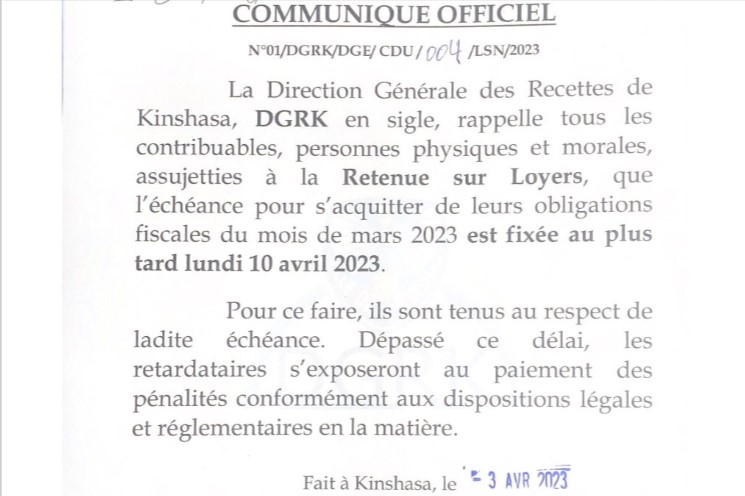 COMMUNIQUE OFFICIEL
N°01/DGRK/DGE/ CDU/004/LSN/2023
La Direction Générale des Recettes de
Kinshasa, DGRK en sigle, rappelle tous les
contribuables, personnes physiques et morales,
assujetties à la Retenue sur Loyers, que
l'échéance pour s'acquitter de leurs obligations
fiscales du mois de mars 2023 est fixée au plus
tard lundi 10 avril 2023.
Pour ce faire, ils sont tenus au respect de
ladite échéance. Dépassé ce délai, les
retardataires s'exposeront au paiement des
pénalités conformément aux dispositions légales
et réglementaires en la matière.
DGRK
Fait à Kinshasa, le - 3 AVR 2023